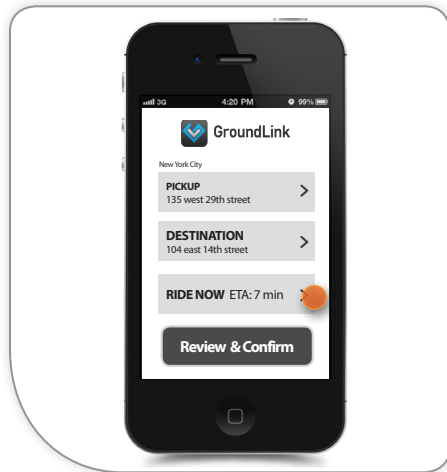 3G 4:20 PM 99%
GroundLink
New York City
PICKUP
135 west 29th street
DESTINATION
104 east 14th street
RIDE NOW ETA: 7 min
Review & Confirm